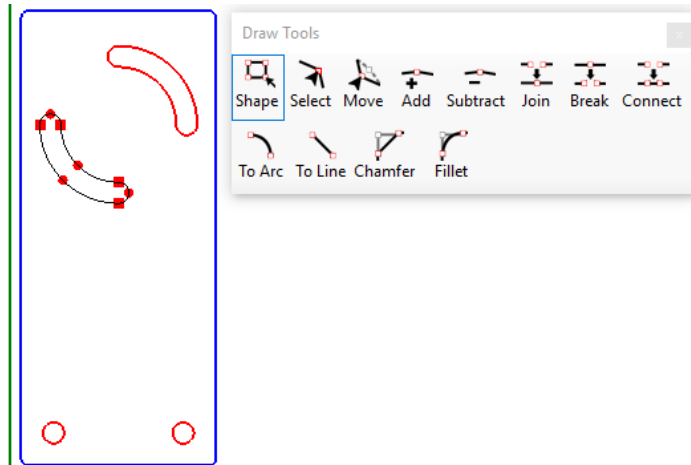 Draw Tools
x
Shape Select Move Add Subtract Join Break Connect
To Arc To Line Chamfer Fillet